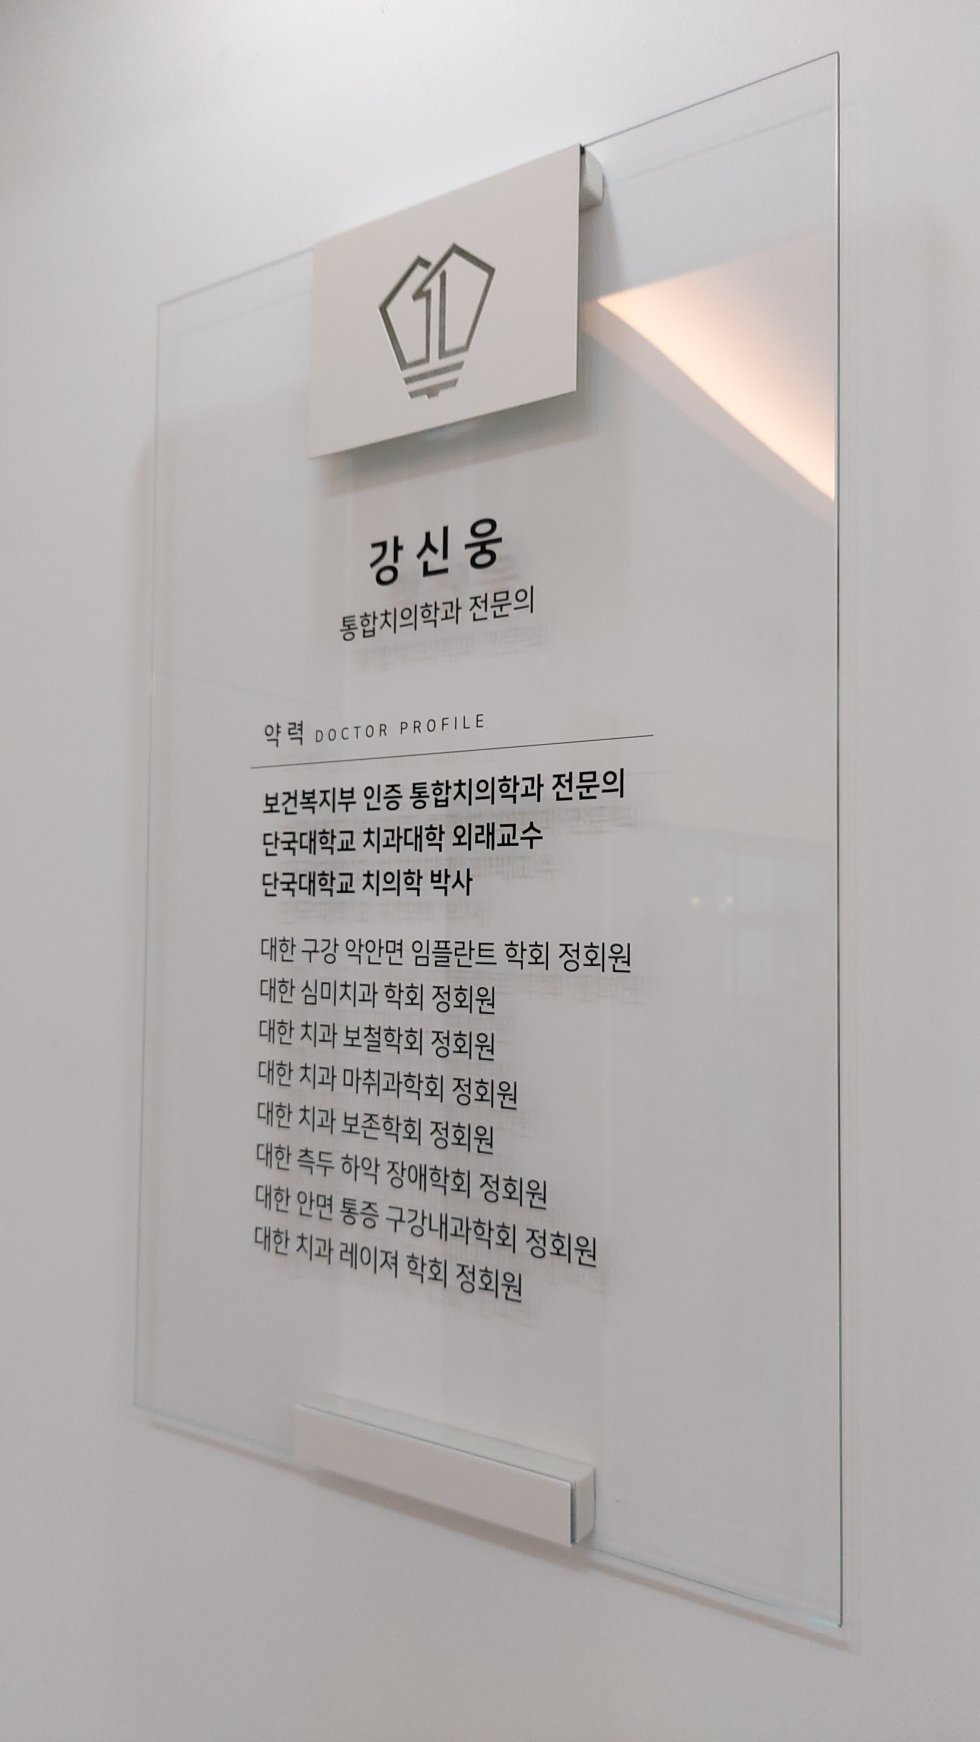 강신웅
통합치의학과 전문의
약력 DOCTOR PROFILE
보건복지부 인증 통합치의학과 전문의
단국대학교 치과대학 외래교수
단국대학교 치의학 박사
대한 구강 악안면 임플란트 학회 정회원
대한 심미치과 학회 정회원
대한 치과 보철학회 정회원
대한 치과 마취과학회 정회원
대한 치과 보존학회 정회원
대한 측두 하악 장애학회 정회원
대한 안면 통증 구강내과학회 정회원
대한 치과 레이져 학회 정회원